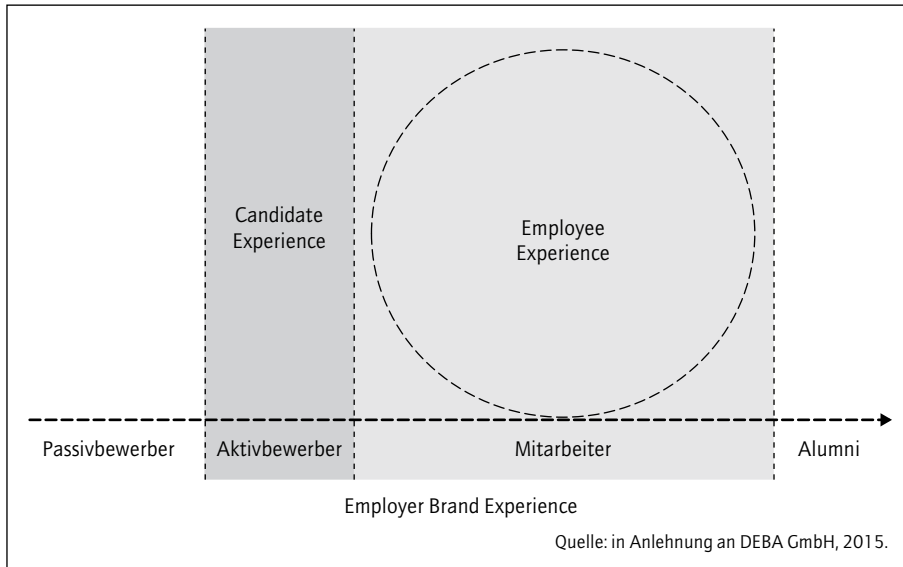 Candidate
Experience
Employee
Experience
Passivbewerber
Aktivbewerber
Mitarbeiter
Alumni
Employer Brand Experience
Quelle: in Anlehnung an DEBA GmbH, 2015.